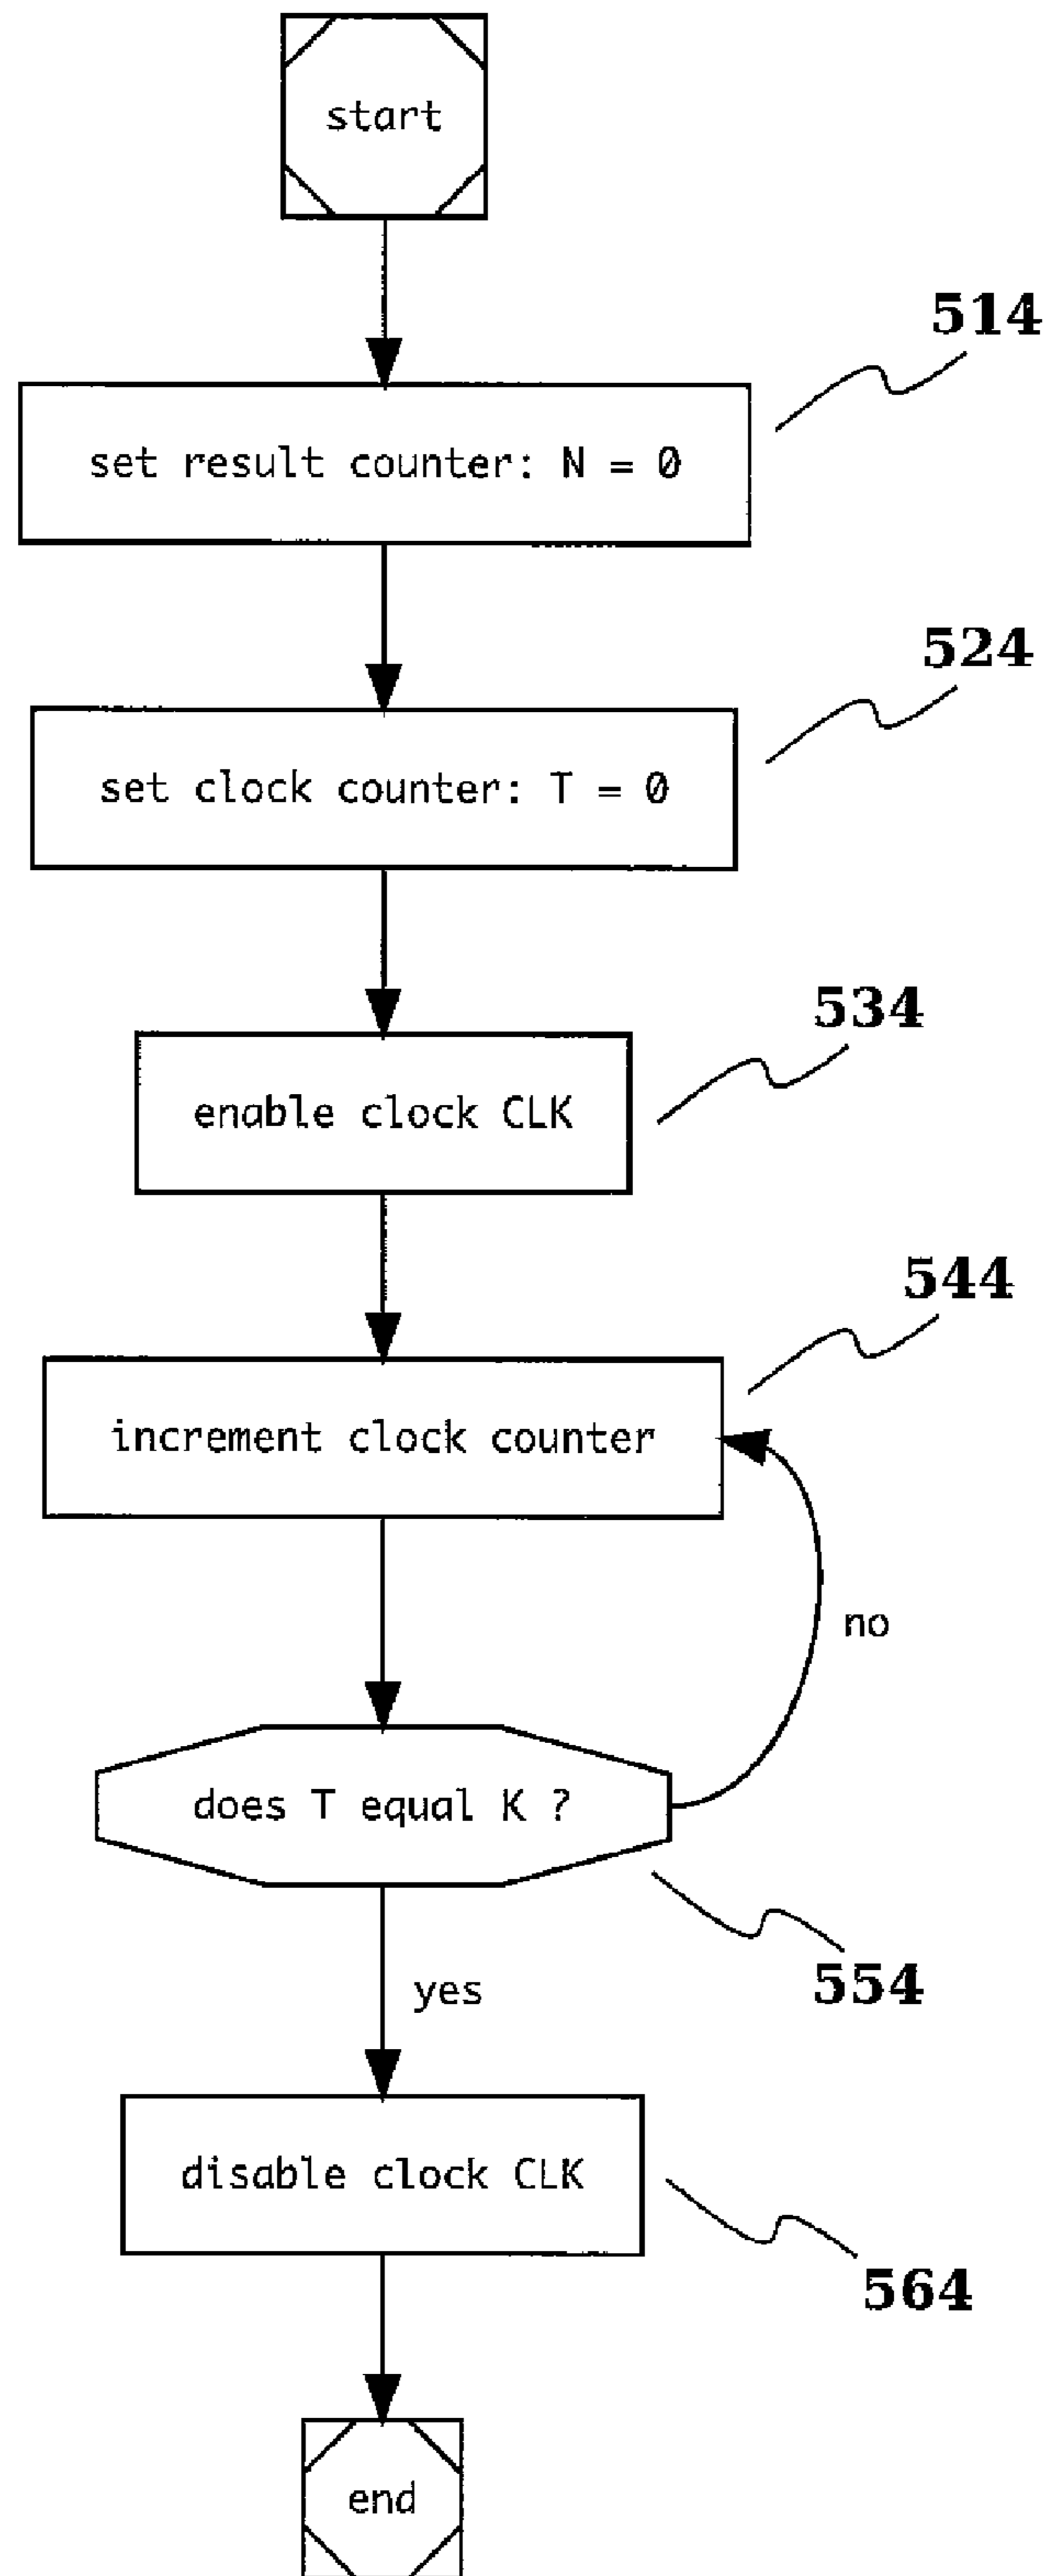 start
514
set result counter: N = 0
524
set clock counter: T = 0
534
enable clock CLK
544
increment clock counter
no
does T equal K ?
554
yes
disable clock CLK
564
end